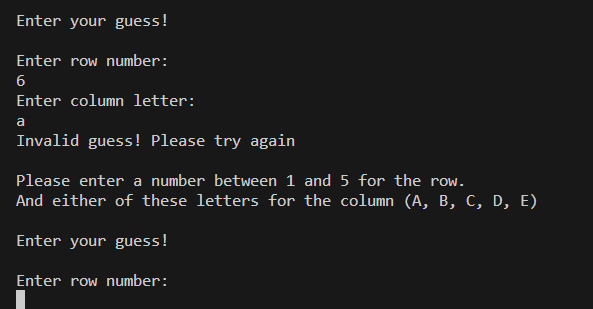 Enter your guess!
Enter row number:
6
Enter column letter:
a
Invalid guess! Please try again
Please enter a number between 1 and 5 for the row.
And either of these letters for the column (A, B, C, D, E)
Enter your guess!
Enter row number: